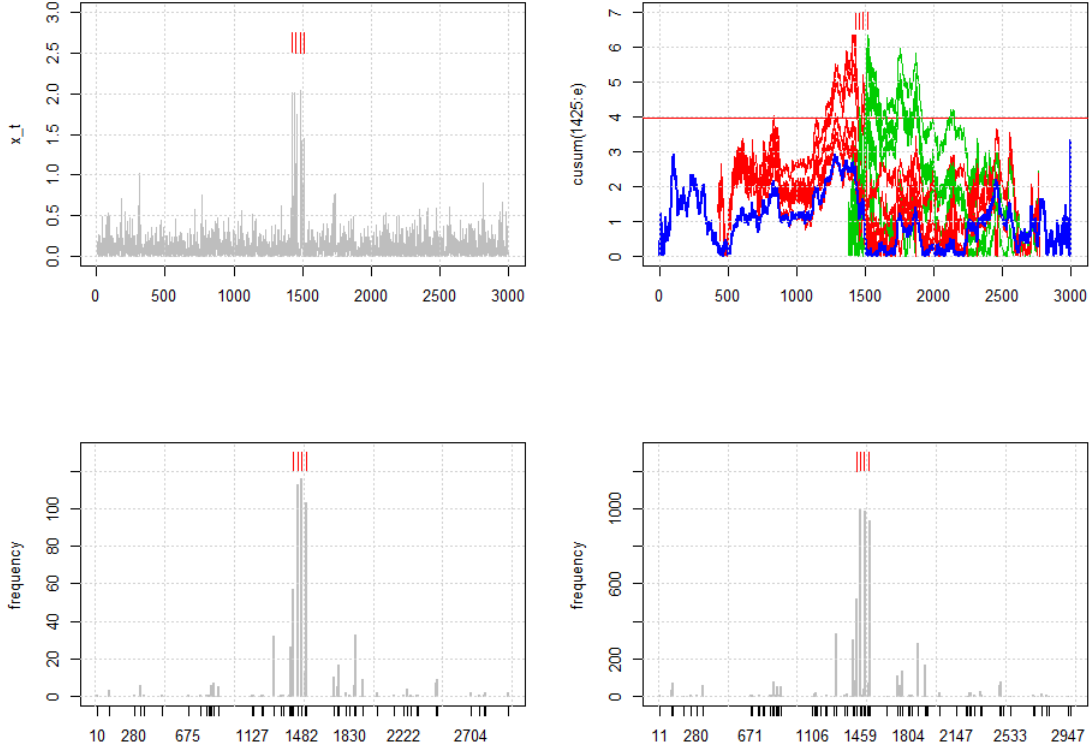 x_t
0.0 0.5 1.0 1.5 2.0 2.5 3.0
0 500 1000 1500 2000 2500 3000
cusum(1425:e)
0 1 2 3 4 5 6 7
0 500 1000 1500 2000 2500 3000
frequency
0 20 40 60 80 100
10 280 675 1127 1482 1830 2222 2704
frequency
0 200 600 1000
11 280 671 1106 1459 1804 2147 2533 2947